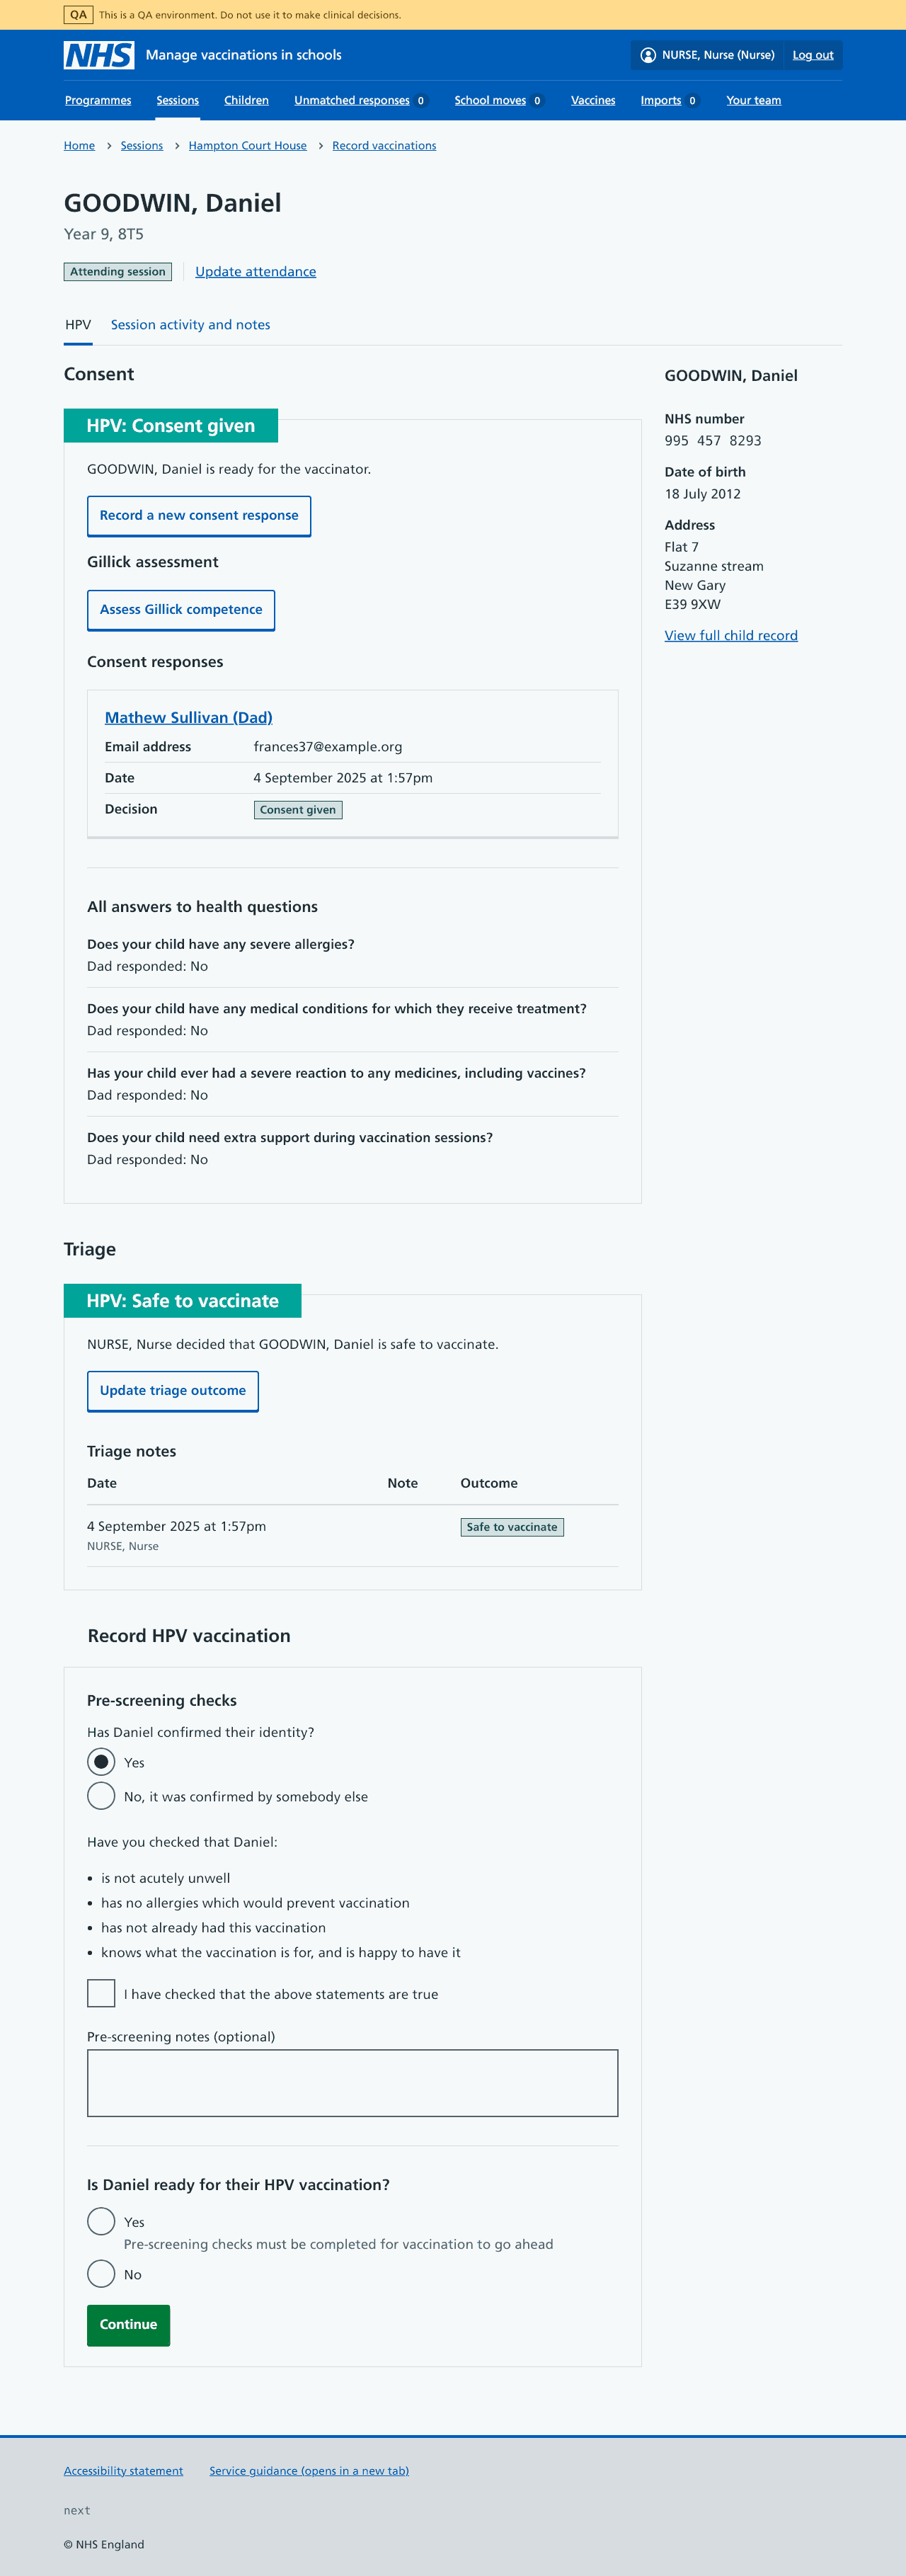 QA This is a QA environment. Do not use it to make clinical decisions.
NHS Manage vaccinations in schools NURSE, Nurse (Nurse) Log out
Programmes Sessions Children Unmatched responses 0 School moves 0 Vaccines Imports 0 Your team
Home Sessions Hampton Court House Record vaccinations
GOODWIN, Daniel
Year 9, 8T5
Attending session Update attendance
HPV Session activity and notes
Consent
HPV: Consent given
GOODWIN, Daniel is ready for the vaccinator.
Record a new consent response
Gillick assessment
Assess Gillick competence
Consent responses
Mathew Sullivan (Dad)
Email address frances37@example.org
Date 4 September 2025 at 1:57pm
Decision Consent given
All answers to health questions
Does your child have any severe allergies?
Dad responded: No
Does your child have any medical conditions for which they receive treatment?
Dad responded: No
Has your child ever had a severe reaction to any medicines, including vaccines?
Dad responded: No
Does your child need extra support during vaccination sessions?
Dad responded: No
GOODWIN, Daniel
NHS number
995 457 8293
Date of birth
18 July 2012
Address
Flat 7
Suzanne stream
New Gary
E39 9XW
View full child record
Triage
HPV: Safe to vaccinate
NURSE, Nurse decided that GOODWIN, Daniel is safe to vaccinate.
Update triage outcome
Triage notes
Date Note Outcome
4 September 2025 at 1:57pm Safe to vaccinate
NURSE, Nurse
Record HPV vaccination
Pre-screening checks
Has Daniel confirmed their identity?
Yes
No, it was confirmed by somebody else
Have you checked that Daniel:
• is not acutely unwell
• has no allergies which would prevent vaccination
• has not already had this vaccination
• knows what the vaccination is for, and is happy to have it
I have checked that the above statements are true
Pre-screening notes (optional)
Is Daniel ready for their HPV vaccination?
Yes
Pre-screening checks must be completed for vaccination to go ahead
No
Continue
Accessibility statement Service guidance (opens in a new tab)
next
© NHS England